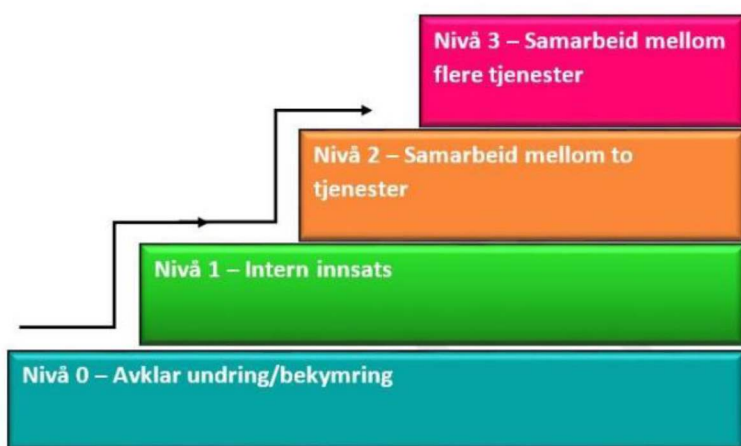 Nivå 3 – Samarbeid mellom
flere tjenester
Nivå 2 – Samarbeid mellom to
tjenester
Nivå 1 – Intern innsats
Nivå 0 – Avklar undring/bekymring